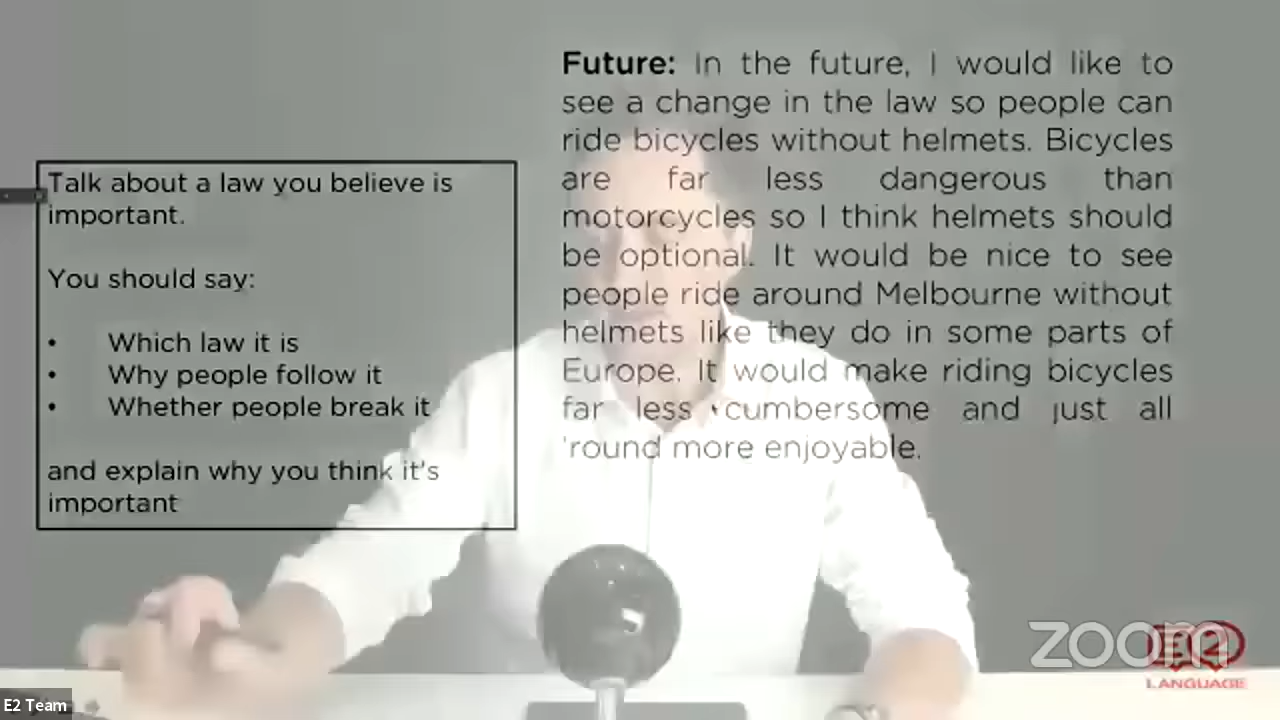 Talk about a law you believe is
important.
You should say:
• Which law it is
• Why people follow it
• Whether people break it
and explain why you think it's
important
Future: In the future, I would like to
see a change in the law so people can
ride bicycles without helmets. Bicycles
are far less dangerous than
motorcycles so I think helmets should
be optional. It would be nice to see
people ride around Melbourne without
helmets like they do in some parts of
Europe. It would make riding bicycles
far less cumbersome and just all
'round more enjoyable.
zoom
E2
LANGUAGE
E2 Team